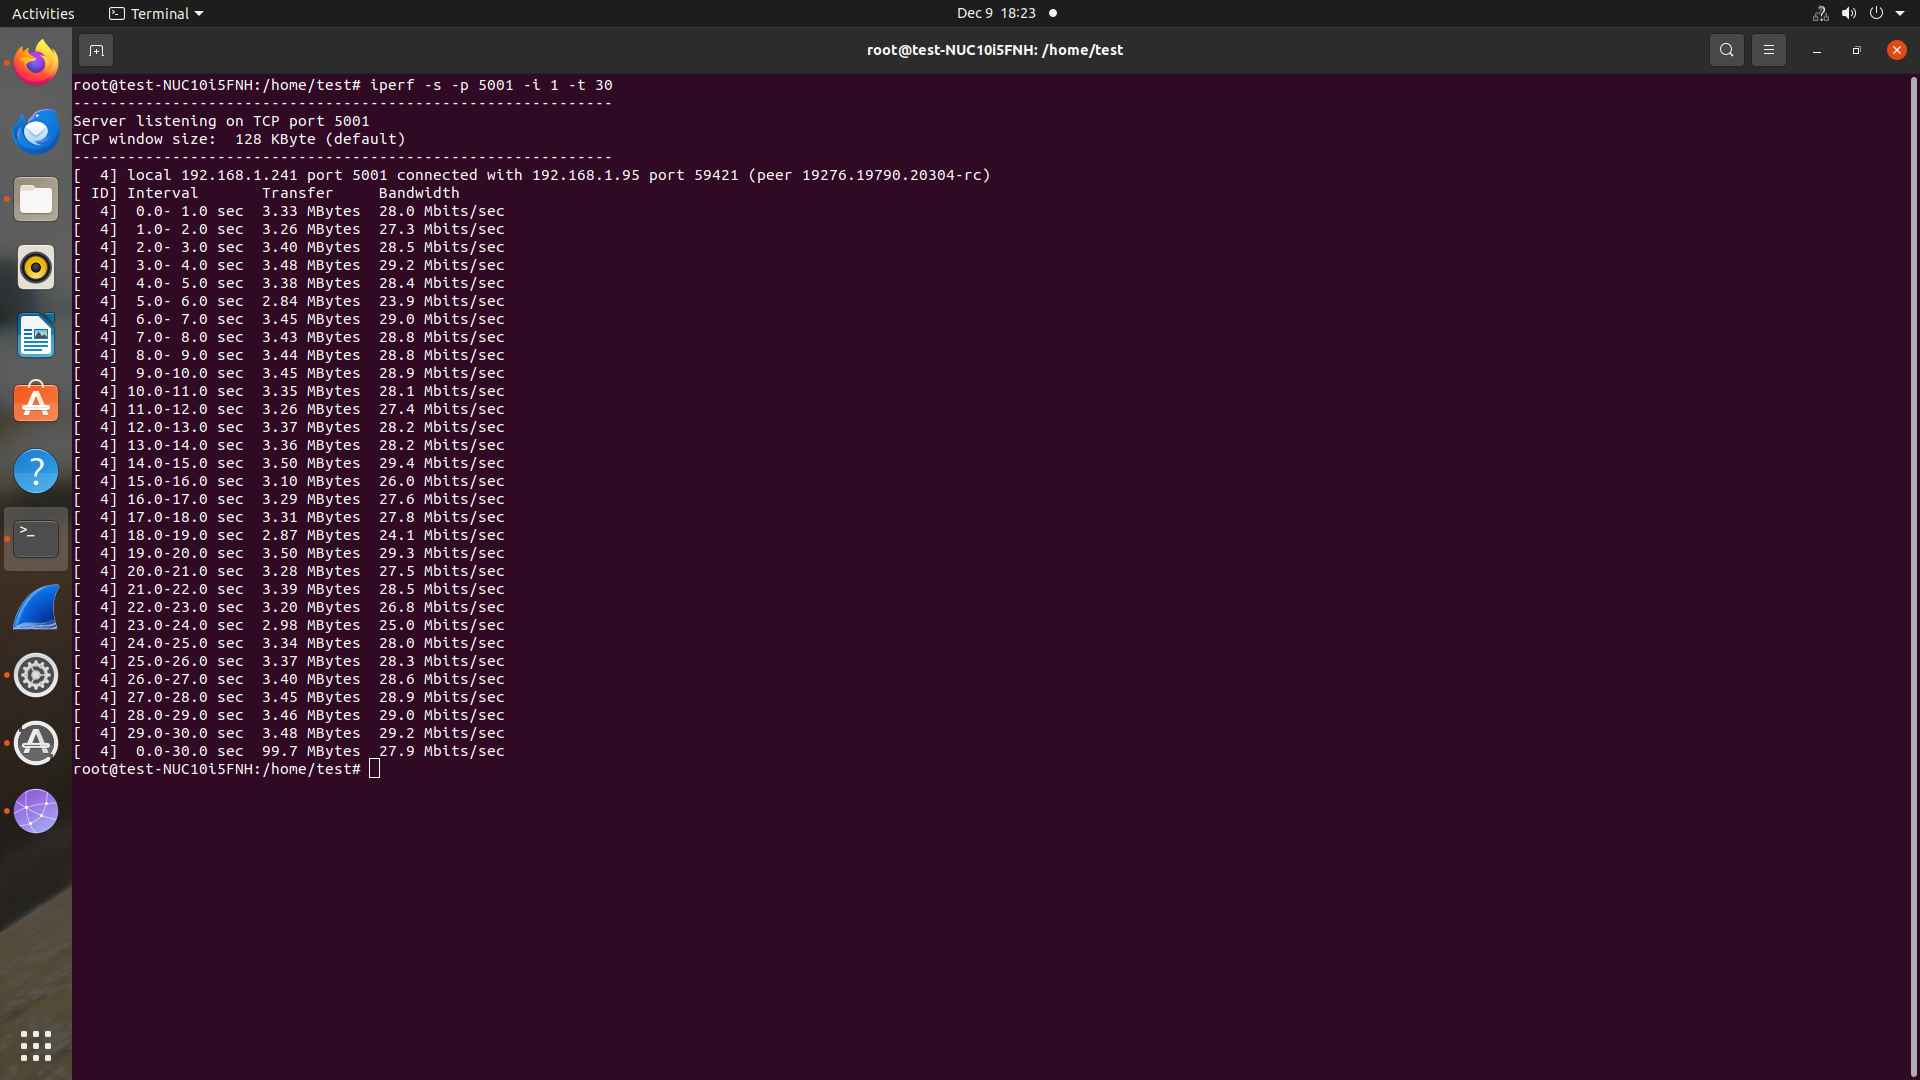 Activities Terminal Dec 9 18:23
root@test-NUC10i5FNH: /home/test
root@test-NUC10i5FNH:/home/test# iperf -s -p 5001 -i 1 -t 30
------------------------------------------------------------
Server listening on TCP port 5001
TCP window size:  128 KByte (default)
------------------------------------------------------------
[  4] local 192.168.1.241 port 5001 connected with 192.168.1.95 port 59421 (peer 19276.19790.20304-rc)
[ ID] Interval       Transfer     Bandwidth
[  4]  0.0- 1.0 sec  3.33 MBytes  28.0 Mbits/sec
[  4]  1.0- 2.0 sec  3.26 MBytes  27.3 Mbits/sec
[  4]  2.0- 3.0 sec  3.40 MBytes  28.5 Mbits/sec
[  4]  3.0- 4.0 sec  3.48 MBytes  29.2 Mbits/sec
[  4]  4.0- 5.0 sec  3.38 MBytes  28.4 Mbits/sec
[  4]  5.0- 6.0 sec  2.84 MBytes  23.9 Mbits/sec
[  4]  6.0- 7.0 sec  3.45 MBytes  29.0 Mbits/sec
[  4]  7.0- 8.0 sec  3.43 MBytes  28.8 Mbits/sec
[  4]  8.0- 9.0 sec  3.44 MBytes  28.8 Mbits/sec
[  4]  9.0-10.0 sec  3.45 MBytes  28.9 Mbits/sec
[  4] 10.0-11.0 sec  3.35 MBytes  28.1 Mbits/sec
[  4] 11.0-12.0 sec  3.26 MBytes  27.4 Mbits/sec
[  4] 12.0-13.0 sec  3.37 MBytes  28.2 Mbits/sec
[  4] 13.0-14.0 sec  3.36 MBytes  28.2 Mbits/sec
[  4] 14.0-15.0 sec  3.50 MBytes  29.4 Mbits/sec
[  4] 15.0-16.0 sec  3.10 MBytes  26.0 Mbits/sec
[  4] 16.0-17.0 sec  3.29 MBytes  27.6 Mbits/sec
[  4] 17.0-18.0 sec  3.31 MBytes  27.8 Mbits/sec
[  4] 18.0-19.0 sec  2.87 MBytes  24.1 Mbits/sec
[  4] 19.0-20.0 sec  3.50 MBytes  29.3 Mbits/sec
[  4] 20.0-21.0 sec  3.28 MBytes  27.5 Mbits/sec
[  4] 21.0-22.0 sec  3.39 MBytes  28.5 Mbits/sec
[  4] 22.0-23.0 sec  3.20 MBytes  26.8 Mbits/sec
[  4] 23.0-24.0 sec  2.98 MBytes  25.0 Mbits/sec
[  4] 24.0-25.0 sec  3.34 MBytes  28.0 Mbits/sec
[  4] 25.0-26.0 sec  3.37 MBytes  28.3 Mbits/sec
[  4] 26.0-27.0 sec  3.40 MBytes  28.6 Mbits/sec
[  4] 27.0-28.0 sec  3.45 MBytes  28.9 Mbits/sec
[  4] 28.0-29.0 sec  3.46 MBytes  29.0 Mbits/sec
[  4] 29.0-30.0 sec  3.48 MBytes  29.2 Mbits/sec
[  4]  0.0-30.0 sec  99.7 MBytes  27.9 Mbits/sec
root@test-NUC10i5FNH:/home/test#